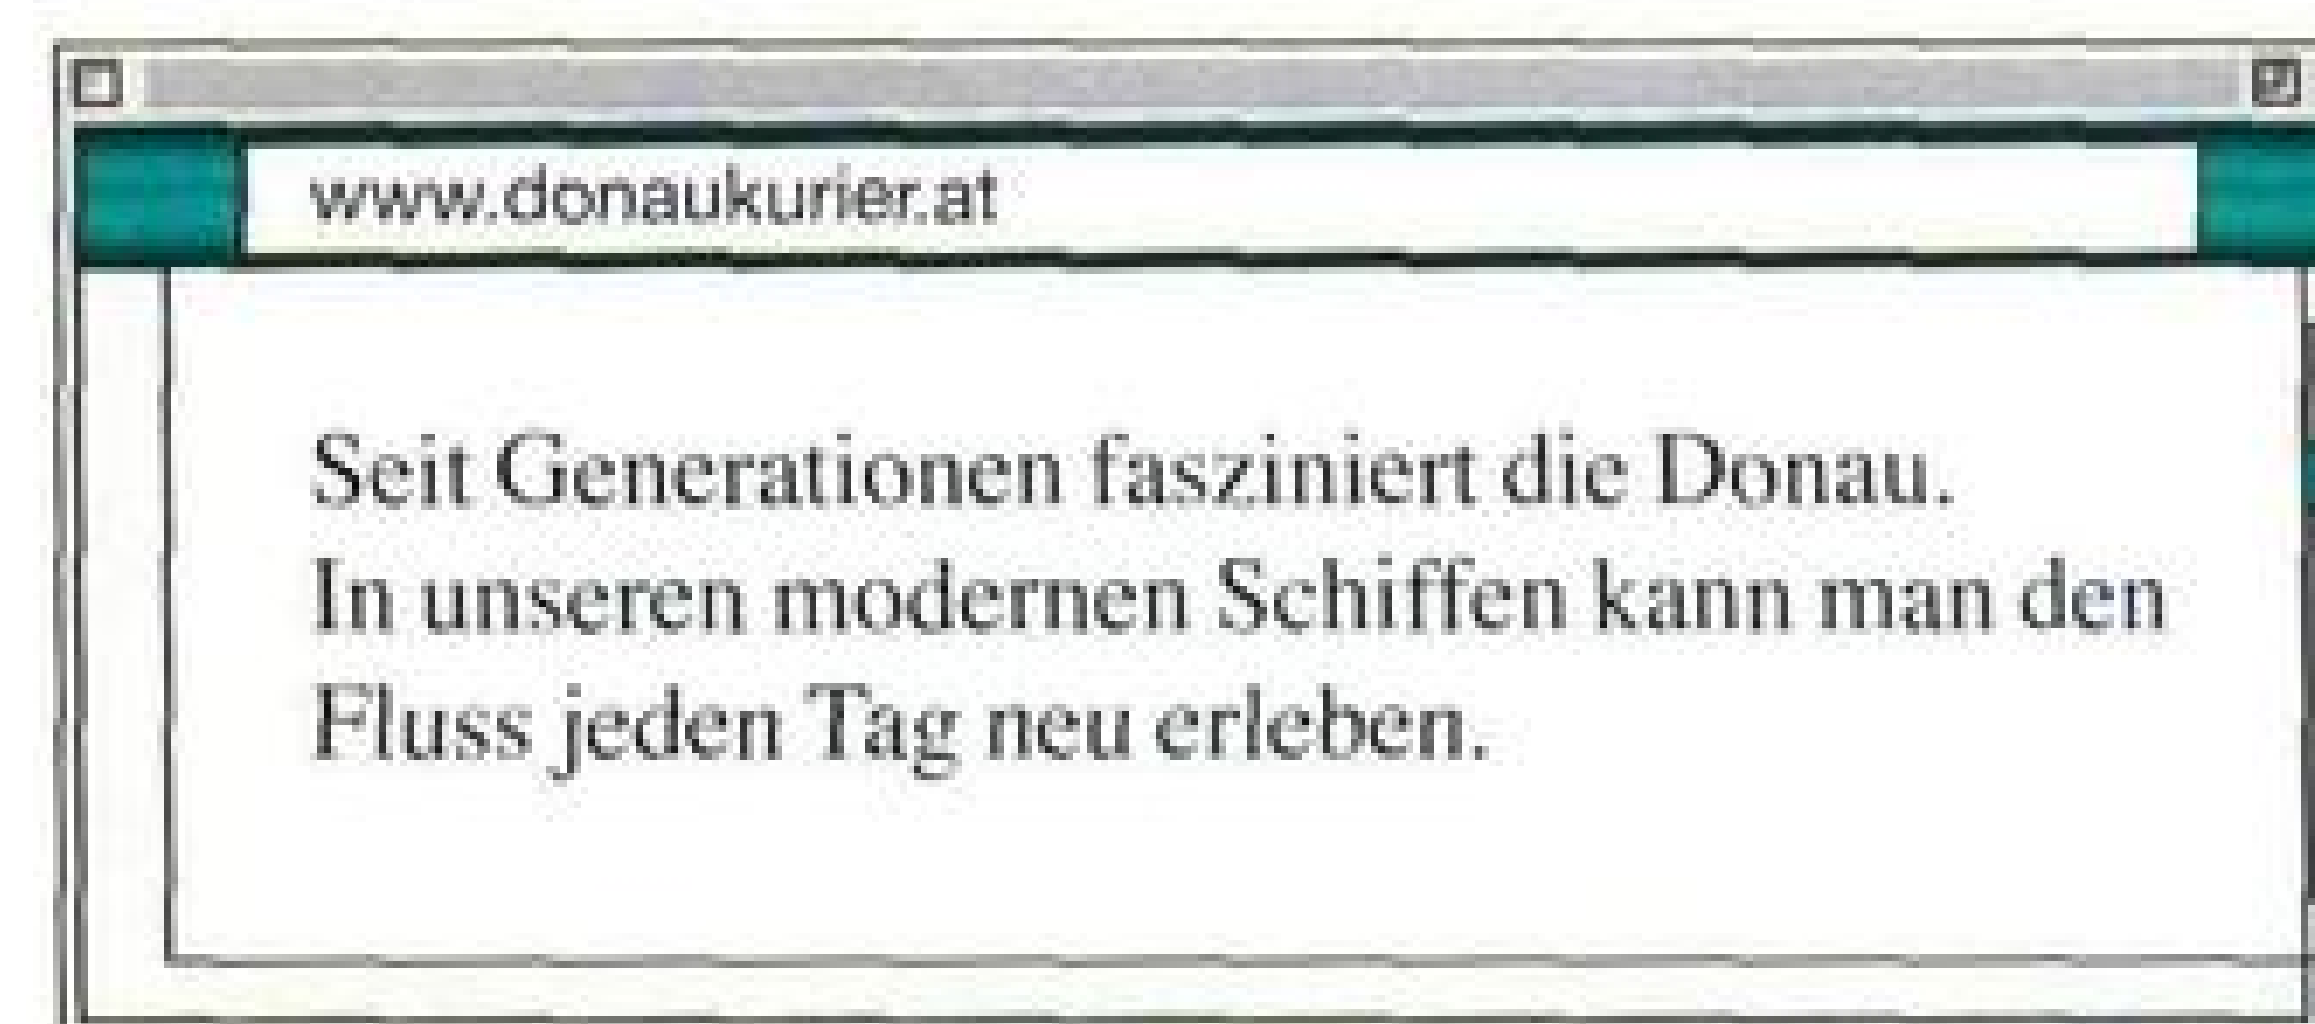 www.donaukurier.at
Seit Generationen fasziniert die Donau.
In unseren modernen Schiffen kann man den
Fluss jeden Tag neu erleben.